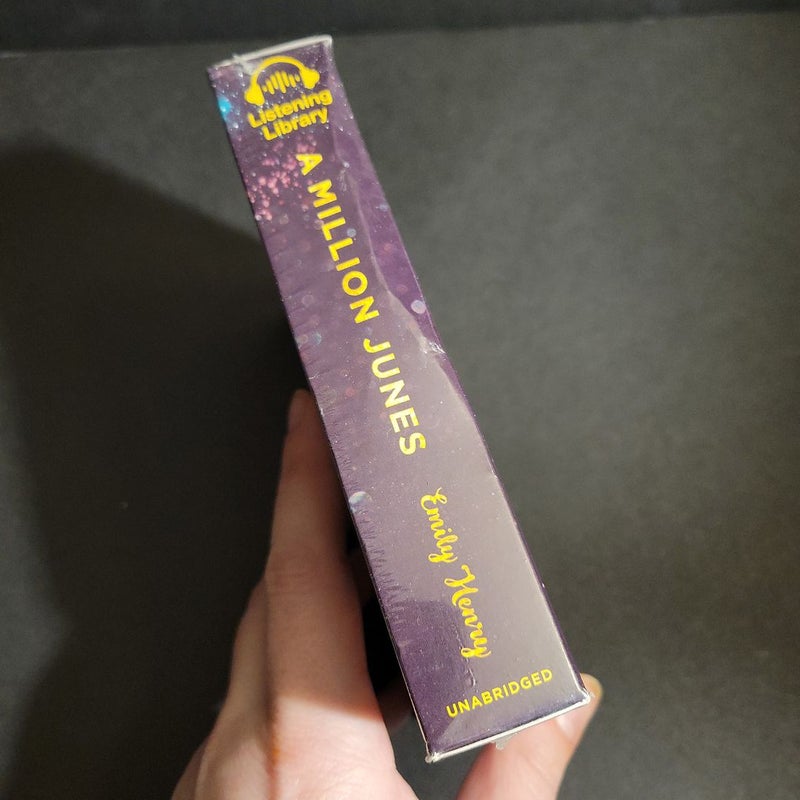 Listening
Library
A MILLION JUNES
Emily Henry
UNABRIDGED